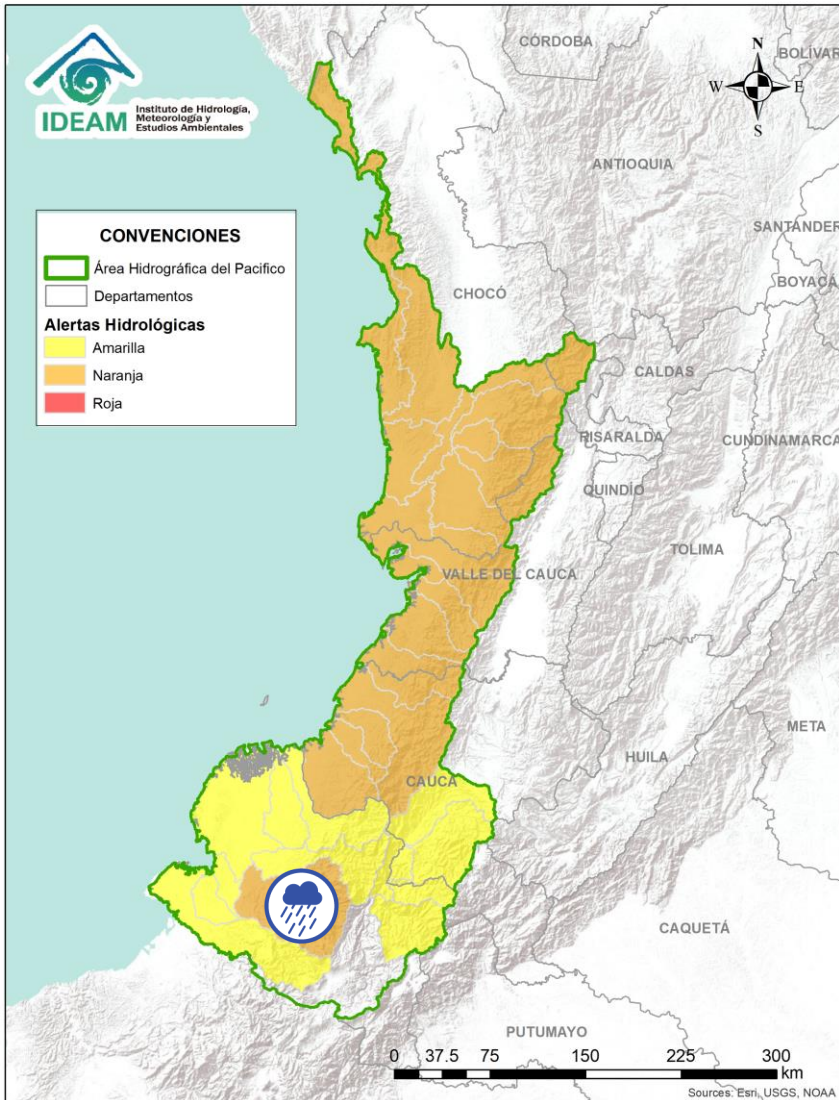 IDEAM
Instituto de Hidrología,
Meteorología y
Estudios Ambientales
N
W
E
S
CÓRDOBA
BOLÍVAR
ANTIOQUIA
SANTANDER
BOYACÁ
CONVENCIONES
Área Hidrográfica del Pacifico
Departamentos
Alertas Hidrológicas
Amarilla
Naranja
Roja
CHOCÓ
CALDAS
RISARALDA
CUNDINAMARCA
QUINDÍO
TOLIMA
VALLE DEL CAUCA
META
HUILA
CAUCA
CAQUETÁ
PUTUMAYO
0 37.5 75 150 225 300
km
Sources: Esri, USGS, NOAA